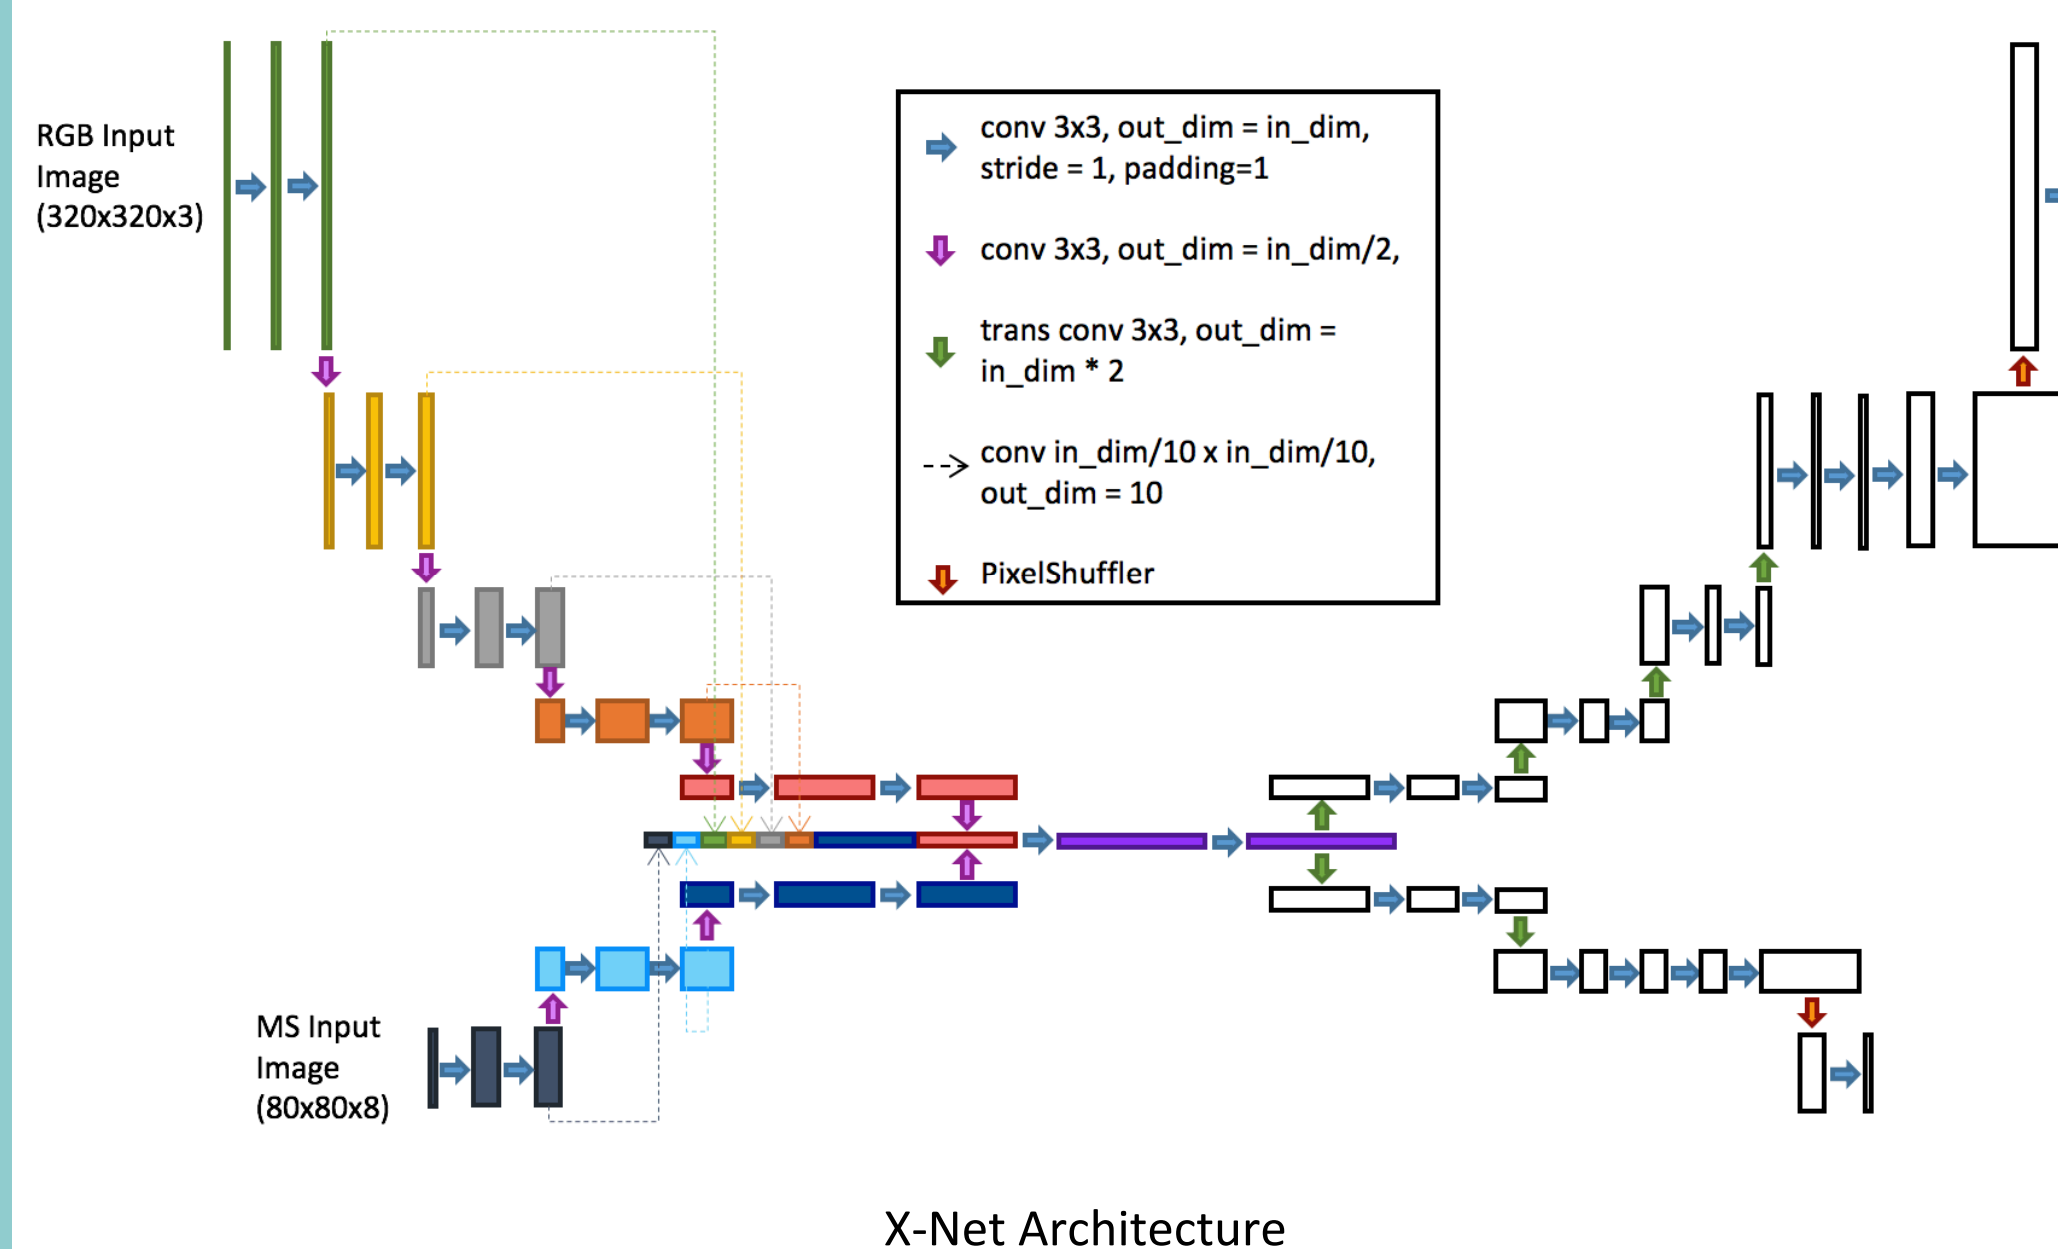 RGB Input
Image
(320x320x3)
conv 3x3, out_dim = in_dim,
stride = 1, padding=1
conv 3x3, out_dim = in_dim/2,
trans conv 3x3, out_dim =
in_dim * 2
conv in_dim/10 x in_dim/10,
out_dim = 10
PixelShuffler
MS Input
Image
(80x80x8)
X-Net Architecture